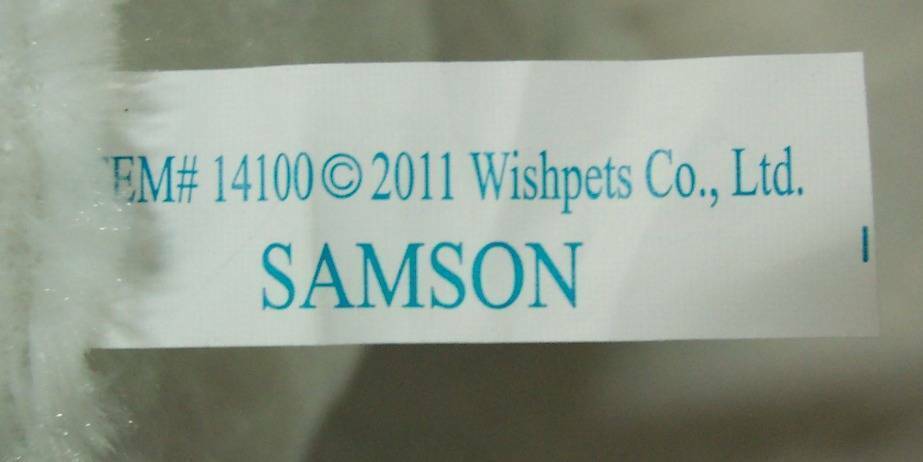 EM# 14100© 2011 Wishpets Co., Ltd.
SAMSON